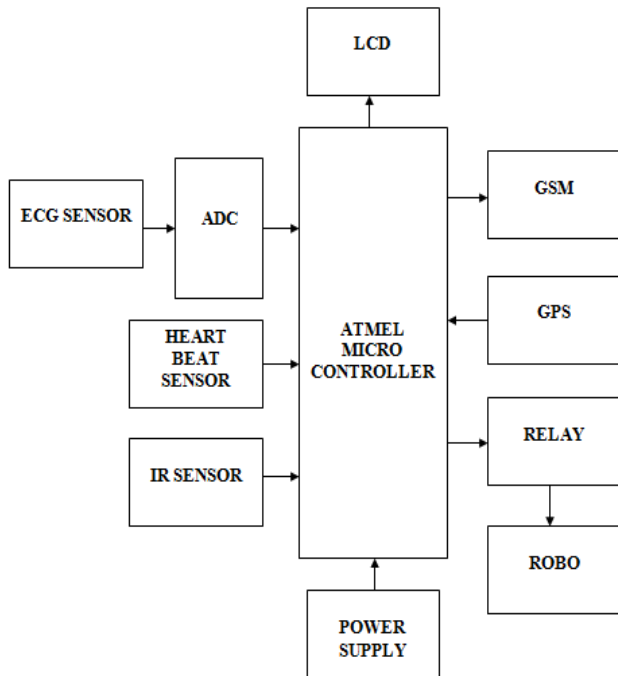 LCD
ECG SENSOR
ADC
GSM
HEART
BEAT
SENSOR
ATMEL
MICRO
CONTROLLER
GPS
IR SENSOR
RELAY
ROBO
POWER
SUPPLY